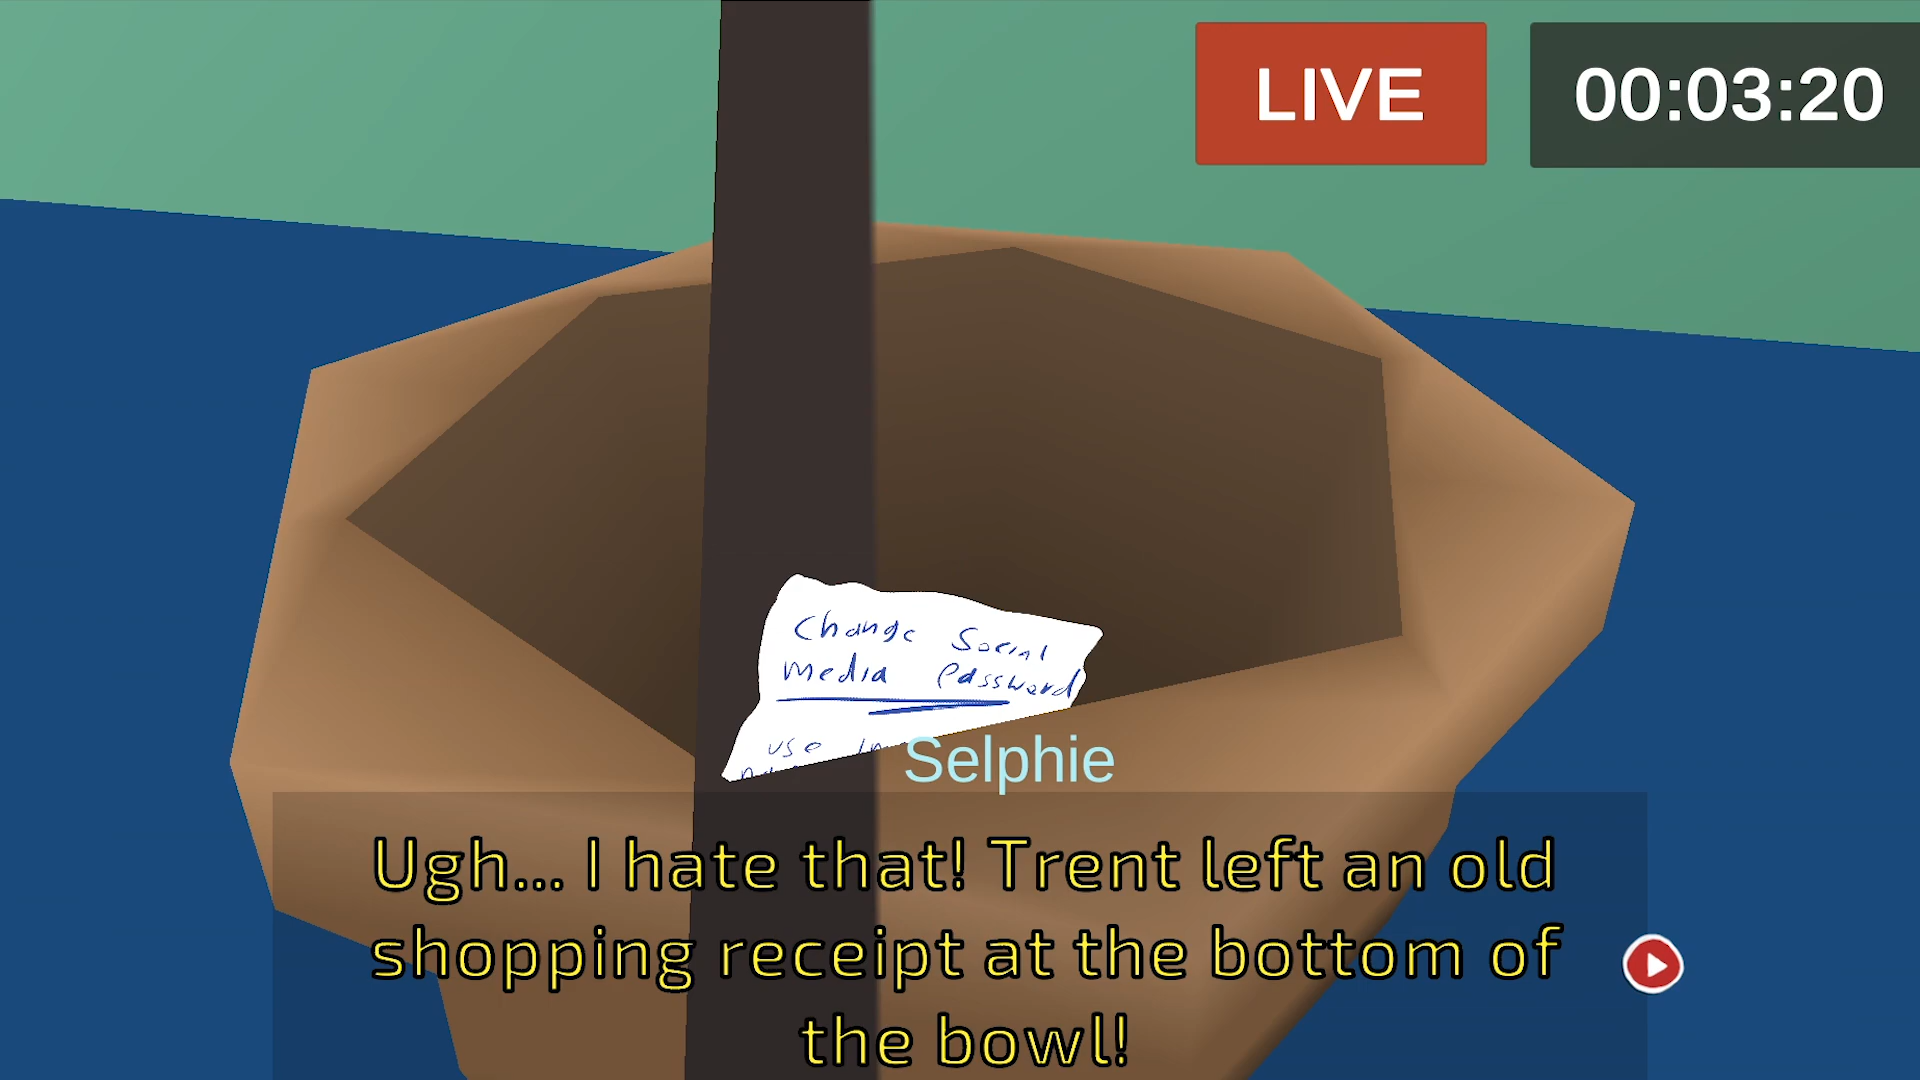 LIVE
00:03:20
Change Social
media Password
use
Selphie
Ugh... I hate that! Trent left an old
shopping receipt at the bottom of
the bowl!